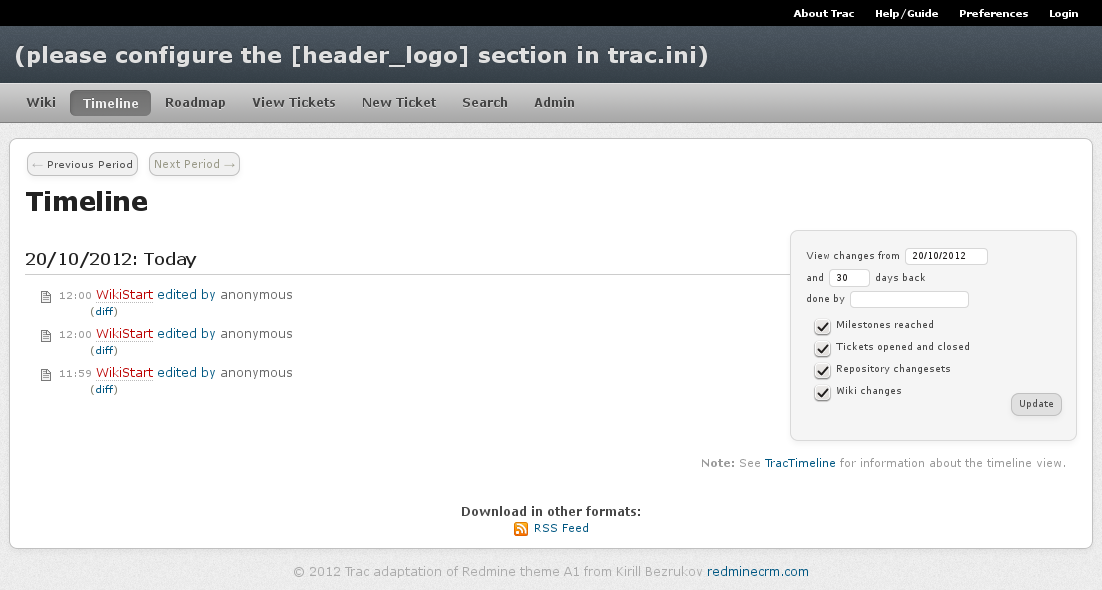 About Trac Help/Guide Preferences Login
(please configure the [header_logo] section in trac.ini)
Wiki Timeline Roadmap View Tickets New Ticket Search Admin
← Previous Period Next Period →
Timeline
20/10/2012: Today
12:00 WikiStart edited by anonymous
(diff)
12:00 WikiStart edited by anonymous
(diff)
11:59 WikiStart edited by anonymous
(diff)
View changes from 20/10/2012
and 30 days back
done by
Milestones reached
Tickets opened and closed
Repository changesets
Wiki changes
Update
Note: See TracTimeline for information about the timeline view.
Download in other formats:
RSS Feed
© 2012 Trac adaptation of Redmine theme A1 from Kirill Bezrukov redminecrm.com